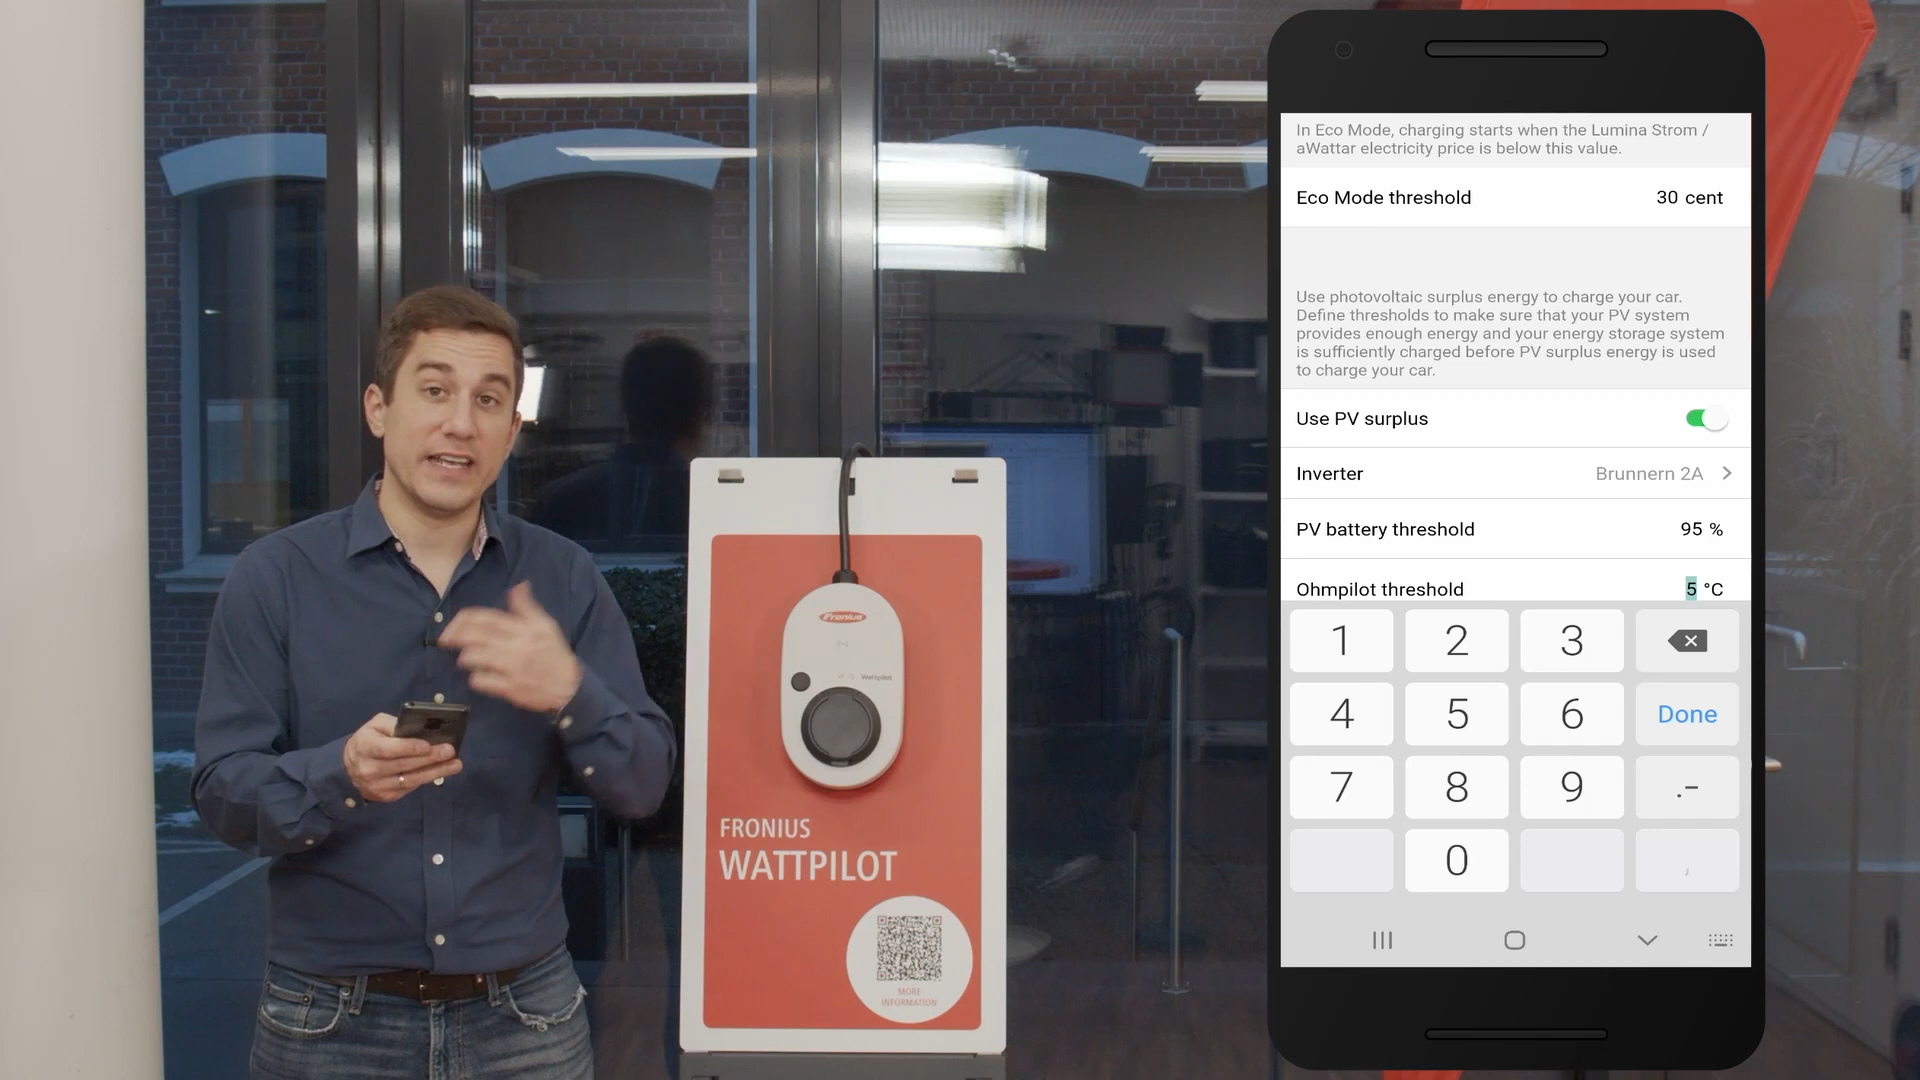 In Eco Mode, charging starts when the Lumina Strom /
aWattar electricity price is below this value.
Eco Mode threshold 30 cent
Use photovoltaic surplus energy to charge your car.
Define thresholds to make sure that your PV system
provides enough energy and your energy storage system
is sufficiently charged before PV surplus energy is used
to charge your car.
Use PV surplus
Inverter Brunnern 2A
PV battery threshold 95 %
Ohmpilot threshold 5 °C
1 2 3
4 5 6 Done
7 8 9 .-
0 ,
Fronius
Wattpilot
FRONIUS
WATTPILOT
MORE
INFORMATION